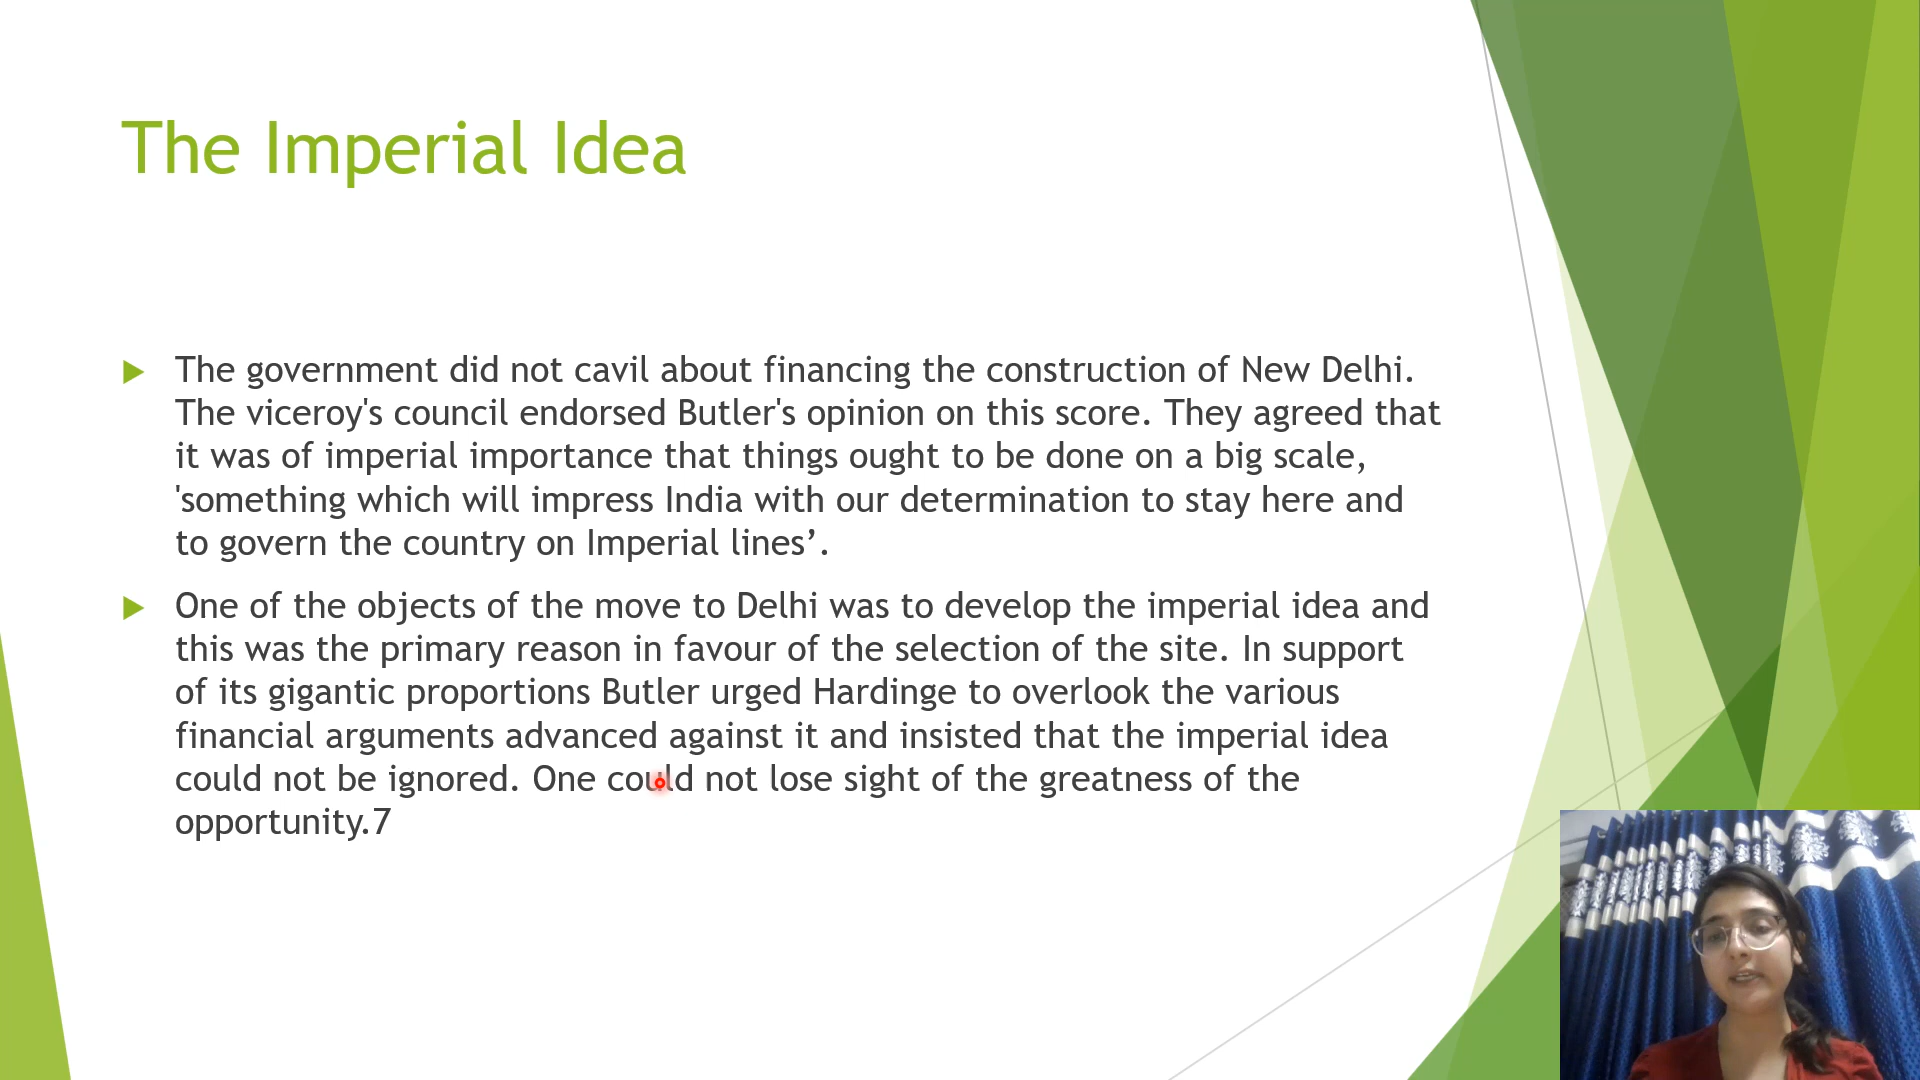 The Imperial Idea
The government did not cavil about financing the construction of New Delhi.
The viceroy's council endorsed Butler's opinion on this score. They agreed that
it was of imperial importance that things ought to be done on a big scale,
'something which will impress India with our determination to stay here and
to govern the country on Imperial lines’.
One of the objects of the move to Delhi was to develop the imperial idea and
this was the primary reason in favour of the selection of the site. In support
of its gigantic proportions Butler urged Hardinge to overlook the various
financial arguments advanced against it and insisted that the imperial idea
could not be ignored. One could not lose sight of the greatness of the
opportunity.7